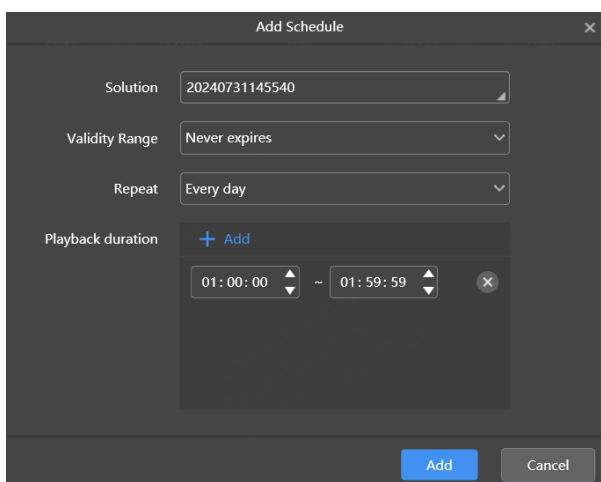 Add Schedule
Solution 20240731145540
Validity Range Never expires
Repeat Every day
Playback duration + Add
01:00:00 ~ 01:59:59
Add Cancel